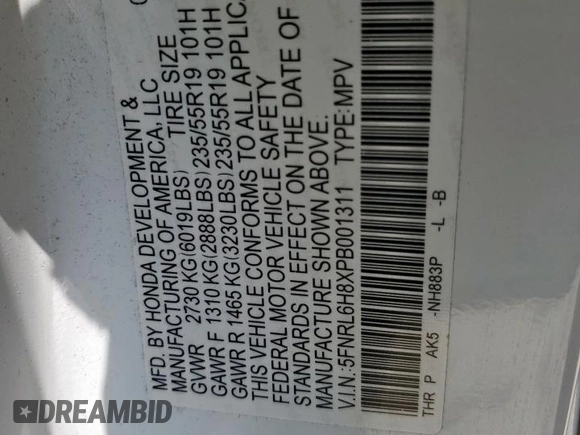 MFD. BY HONDA DEVELOPMENT &
MANUFACTURING OF AMERICA, LLC
TIRE SIZE
GVWR 2730 KG(6019LBS)
GAWR F 1310 KG(2888LBS) 235/55R19 101H
GAWR R 1465 KG(3230LBS) 235/55R19 101H
THIS VEHICLE CONFORMS TO ALL
FEDERAL MOTOR VEHICLE SAFETY
STANDARDS IN EFFECT ON THE DATE OF
MANUFACTURE SHOWN ABOVE.
V.I.N.:5FNRL6H8XPB001311 TYPE:MPV
THR P AK5 -NH883P -L -B
DREAMBID